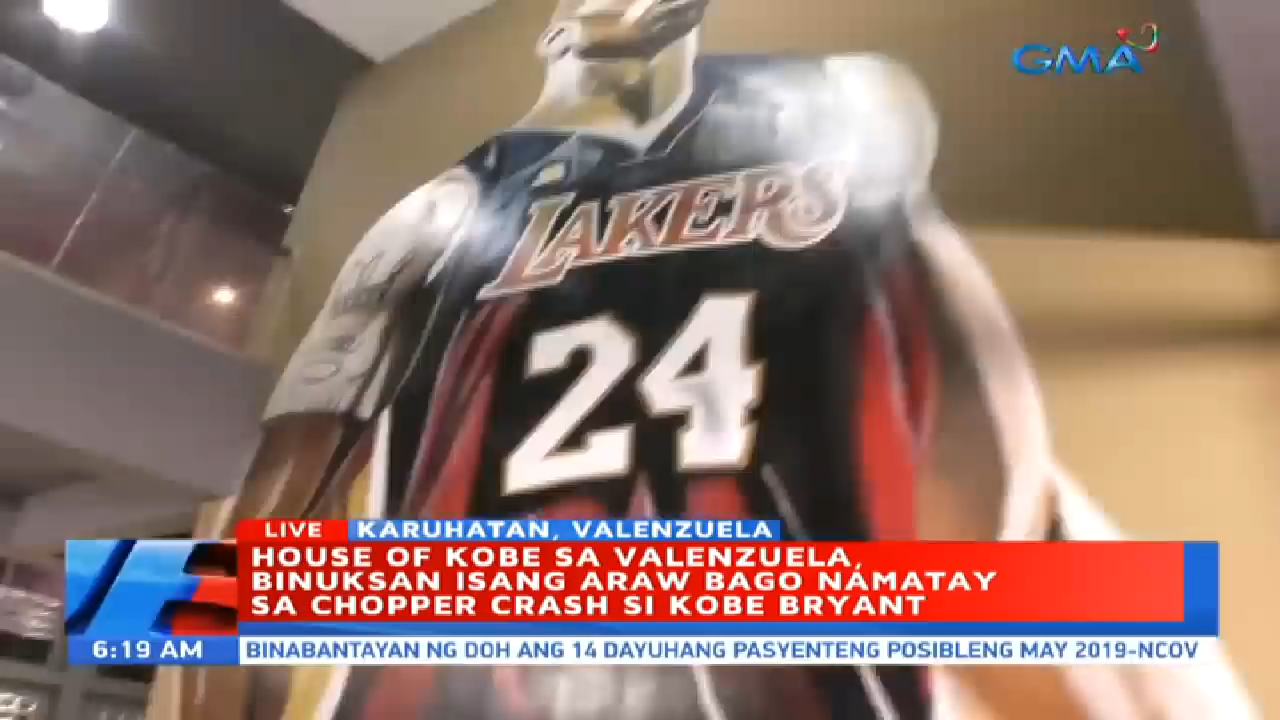 GMA
LAKERS
24
LIVE
KARUHATAN, VALENZUELA
HOUSE OF KOBE SA VALENZUELA,
BINUKSAN ISANG ARAW BAGO NAMATAY
SA CHOPPER CRASH SI KOBE BRYANT
6:19 AM
BINABANTAYAN NG DOH ANG 14 DAYUHANG PASYENTENG POSIBLENG MAY 2019-NCOV